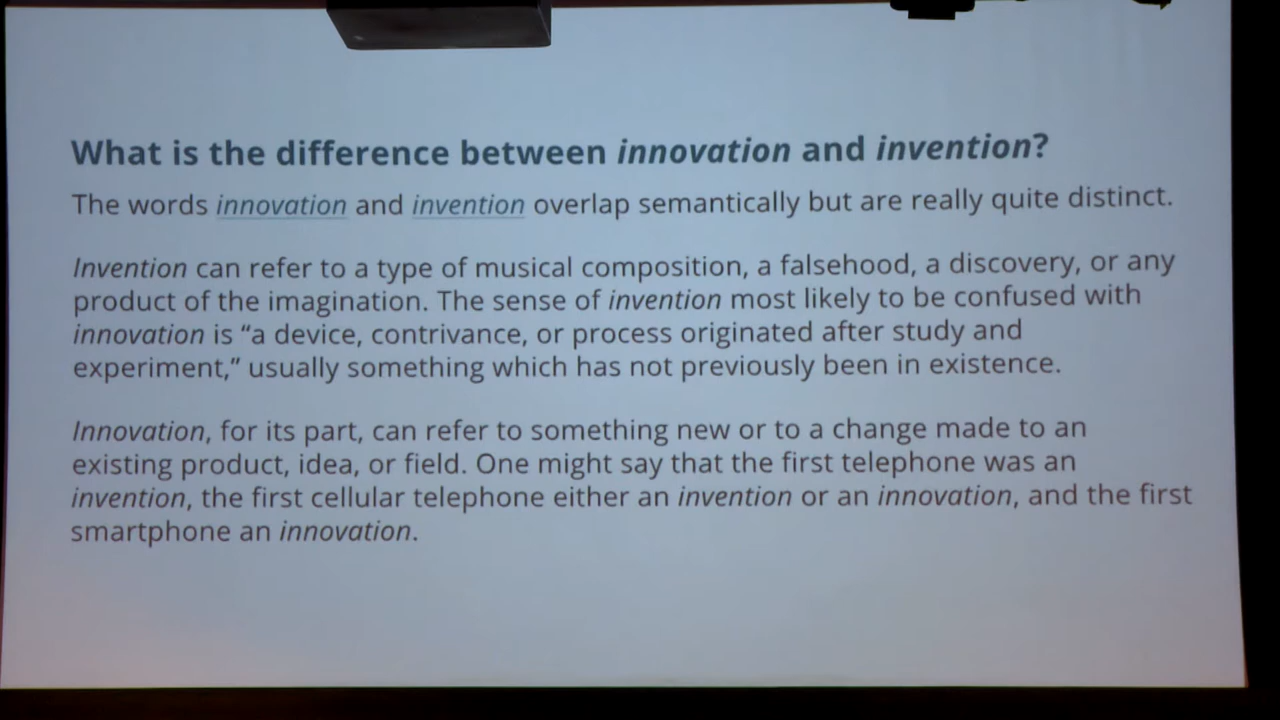 What is the difference between innovation and invention?
The words innovation and invention overlap semantically but are really quite distinct.
Invention can refer to a type of musical composition, a falsehood, a discovery, or any
product of the imagination. The sense of invention most likely to be confused with
innovation is “a device, contrivance, or process originated after study and
experiment,” usually something which has not previously been in existence.
Innovation, for its part, can refer to something new or to a change made to an
existing product, idea, or field. One might say that the first telephone was an
invention, the first cellular telephone either an invention or an innovation, and the first
smartphone an innovation.